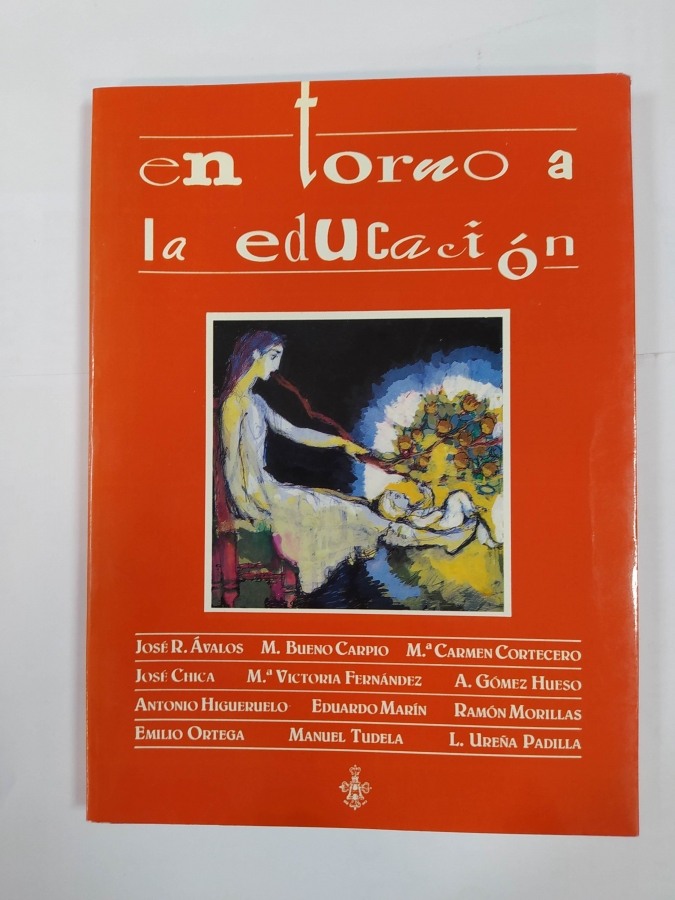 en torno a
la educación
José R. Ávalos M. Bueno Carpio M.ª Carmen Cortecero
José Chica M.ª Victoria Fernández A. Gómez Hueso
Antonio Higueruelo Eduardo Marín Ramón Morillas
Emilio Ortega Manuel Tudela L. Ureña Padilla